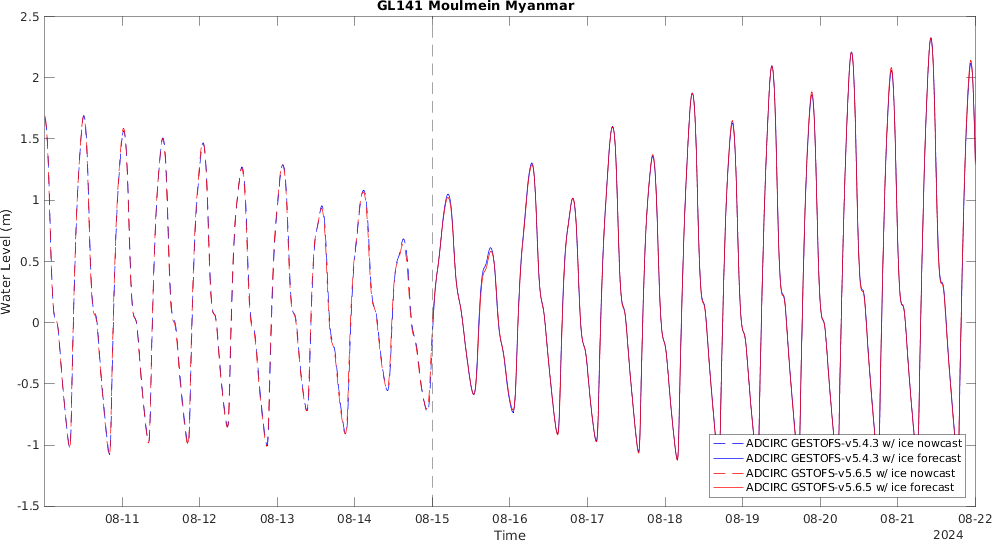 GL141 Moulmein Myanmar
2.5
2
1.5
1
0.5
0
-0.5
-1
-1.5
Water Level (m)
ADCIRC GESTOFS-v5.4.3 w/ ice nowcast
ADCIRC GESTOFS-v5.4.3 w/ ice forecast
ADCIRC GSTOFS-v5.6.5 w/ ice nowcast
ADCIRC GSTOFS-v5.6.5 w/ ice forecast
08-11 08-12 08-13 08-14 08-15 08-16 08-17 08-18 08-19 08-20 08-21 08-22
Time
2024